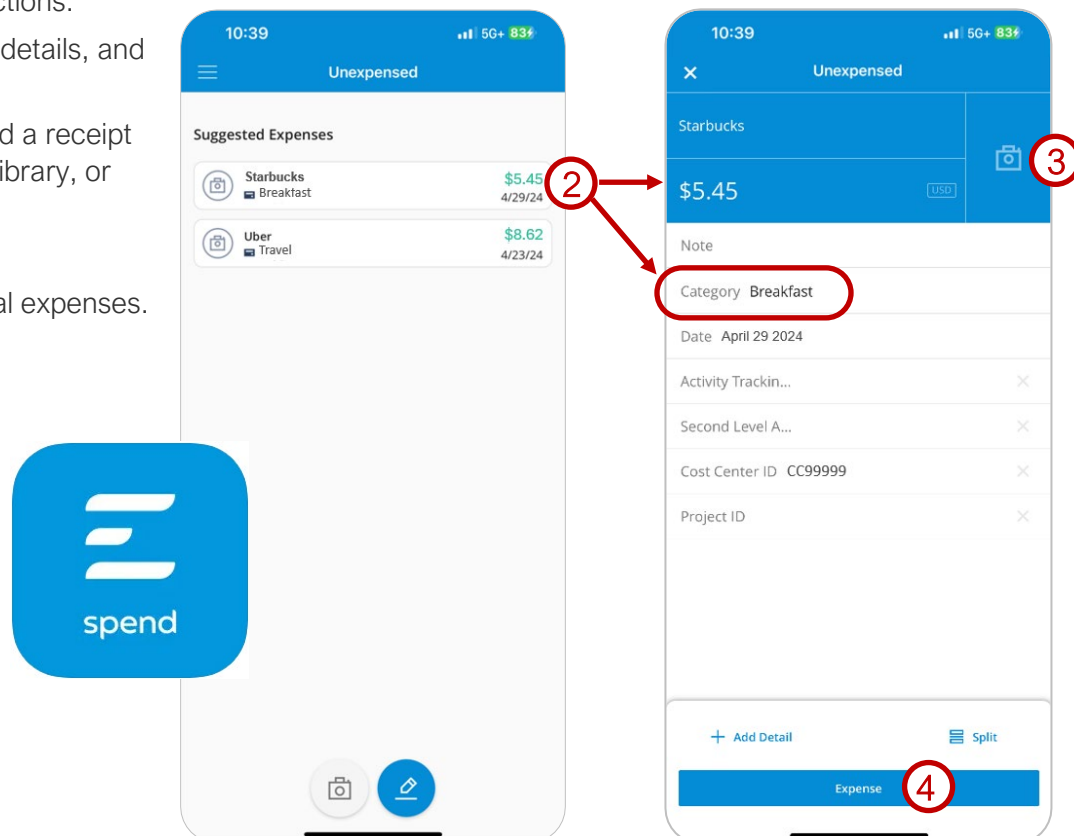 ctions.
details, and
d a receipt
ibrary, or
al expenses.
10:39 5G+ 83
Unexpensed
Suggested Expenses
Starbucks $5.45
Breakfast 4/29/24
Uber $8.62
Travel 4/23/24
spend
2
10:39 5G+ 83
× Unexpensed
Starbucks
3
$5.45 USD
Note
Category Breakfast
Date April 29 2024
Activity Trackin...
Second Level A...
Cost Center ID CC99999
Project ID
+ Add Detail Split
Expense 4